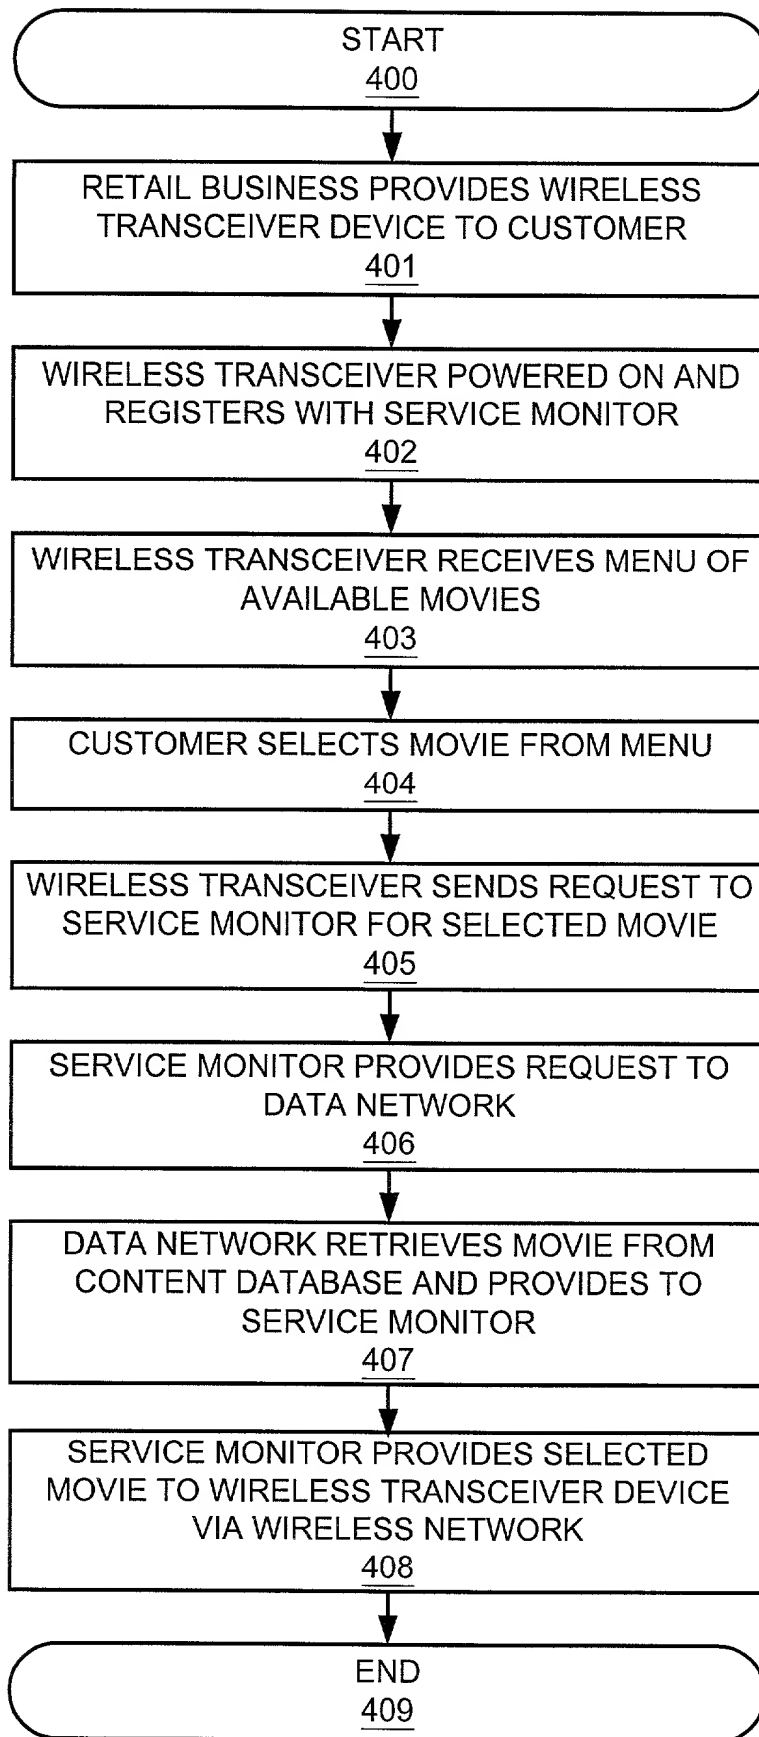 START
400
RETAIL BUSINESS PROVIDES WIRELESS
TRANSCEIVER DEVICE TO CUSTOMER
401
WIRELESS TRANSCEIVER POWERED ON AND
REGISTERS WITH SERVICE MONITOR
402
WIRELESS TRANSCEIVER RECEIVES MENU OF
AVAILABLE MOVIES
403
CUSTOMER SELECTS MOVIE FROM MENU
404
WIRELESS TRANSCEIVER SENDS REQUEST TO
SERVICE MONITOR FOR SELECTED MOVIE
405
SERVICE MONITOR PROVIDES REQUEST TO
DATA NETWORK
406
DATA NETWORK RETRIEVES MOVIE FROM
CONTENT DATABASE AND PROVIDES TO
SERVICE MONITOR
407
SERVICE MONITOR PROVIDES SELECTED
MOVIE TO WIRELESS TRANSCEIVER DEVICE
VIA WIRELESS NETWORK
408
END
409